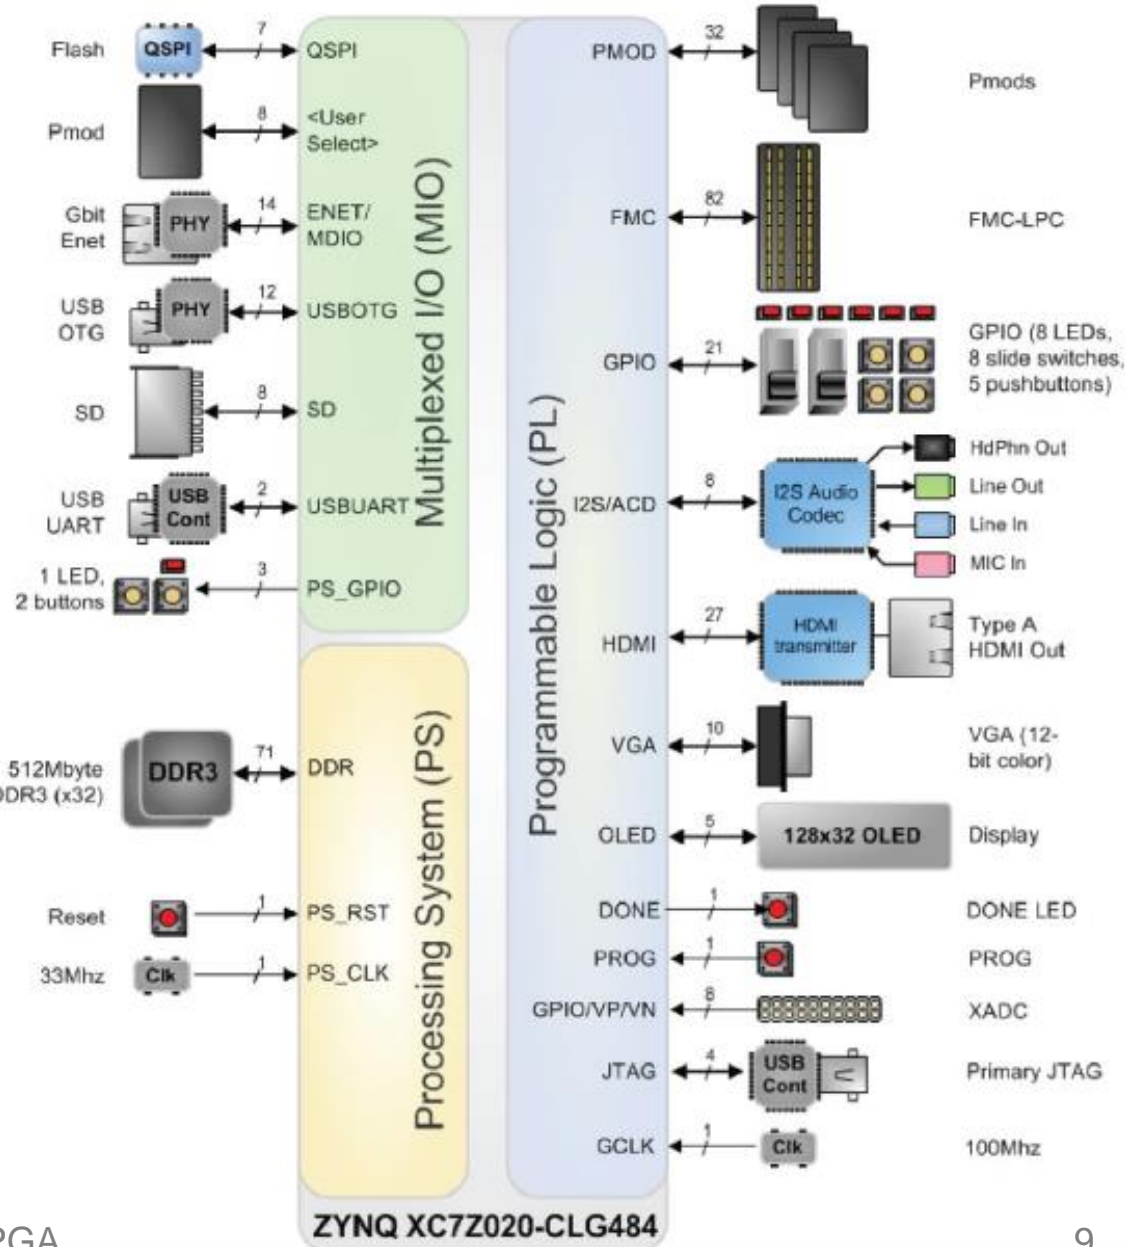 Flash
QSPI
7
QSPI
Pmod
8
<User
Select>
Gbit
Enet
PHY
14
ENET/
MDIO
USB
OTG
PHY
12
USBOTG
SD
8
SD
USB
UART
USB
Cont
2
USBUART
1 LED,
2 buttons
3
PS_GPIO
Multiplexed I/O (MIO)
512Mbyte
DDR3 (x32)
DDR3
71
DDR
Reset
1
PS_RST
33Mhz
Clk
1
PS_CLK
Processing System (PS)
Programmable Logic (PL)
PMOD
32
Pmods
FMC
82
FMC-LPC
GPIO
21
GPIO (8 LEDs,
8 slide switches,
5 pushbuttons)
I2S/ACD
8
I2S Audio
Codec
HdPhn Out
Line Out
Line In
MIC In
HDMI
27
HDMI
transmitter
Type A
HDMI Out
VGA
10
VGA (12-
bit color)
OLED
5
128x32 OLED
Display
DONE
1
DONE LED
PROG
1
PROG
GPIO/VP/VN
8
XADC
JTAG
4
USB
Cont
Primary JTAG
GCLK
1
Clk
100Mhz
ZYNQ XC7Z020-CLG484
PGA
9